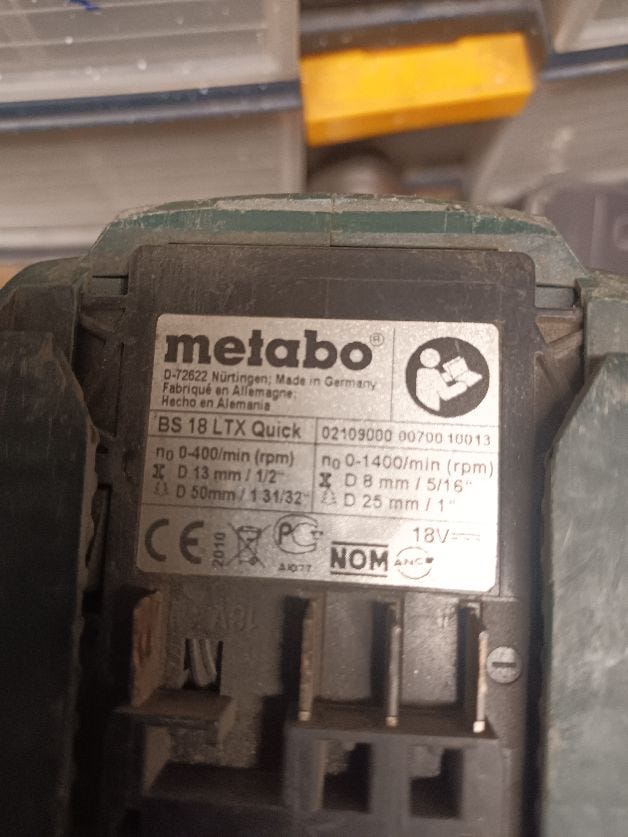 metabo®
D-72622 Nürtingen; Made in Germany
Fabriqué en Allemagne;
Hecho en Alemania
BS 18 LTX Quick
02109000 00700 10013
n0 0-400/min (rpm)
D 13 mm / 1/2"
D 50mm / 1 31/32"
n0 0-1400/min (rpm)
D 8 mm / 5/16"
D 25 mm / 1"
CE
2010
PC
NOM
ANCE
18V